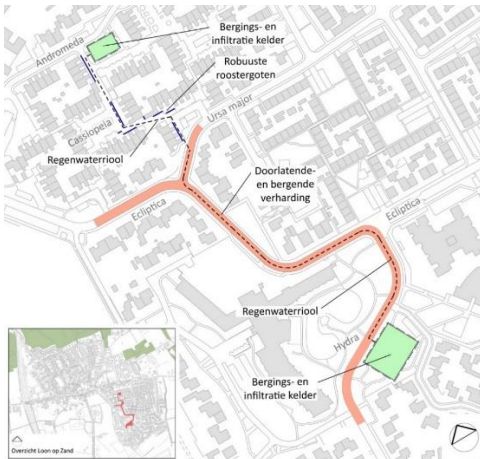 Bergings- en
infiltratie kelder
Andromeda
Robuuste
roostergoten
Ursa major
Cassiopeia
Regenwaterriool
Doorlatende-
en bergende
verharding
Ecliptica
Ecliptica
Regenwaterriool
Hydra
Bergings- en
infiltratie kelder
Overzicht Loon op Zand